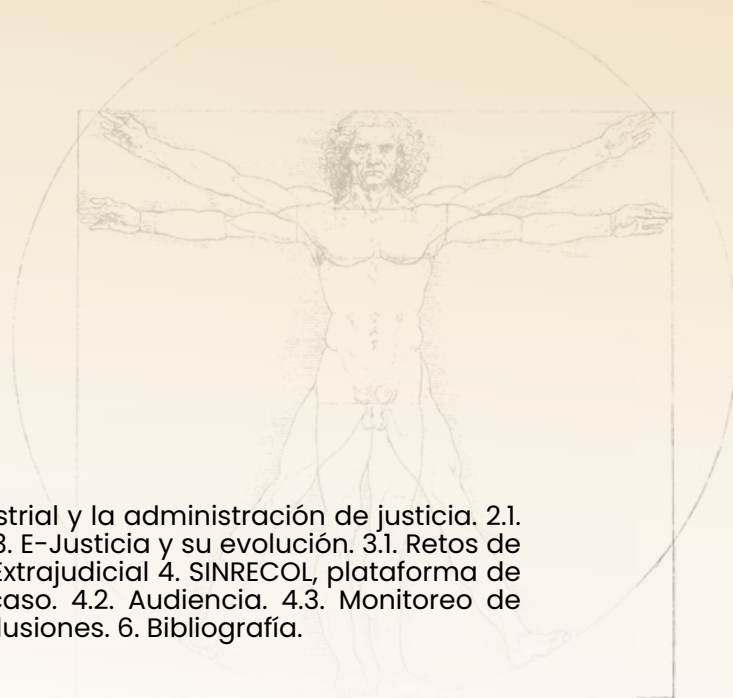 strial y la administración de justicia. 2.1.
3. E-Justicia y su evolución. 3.1. Retos de
Extrajudicial 4. SINRECOL, plataforma de
caso. 4.2. Audiencia. 4.3. Monitoreo de
lusiones. 6. Bibliografía.